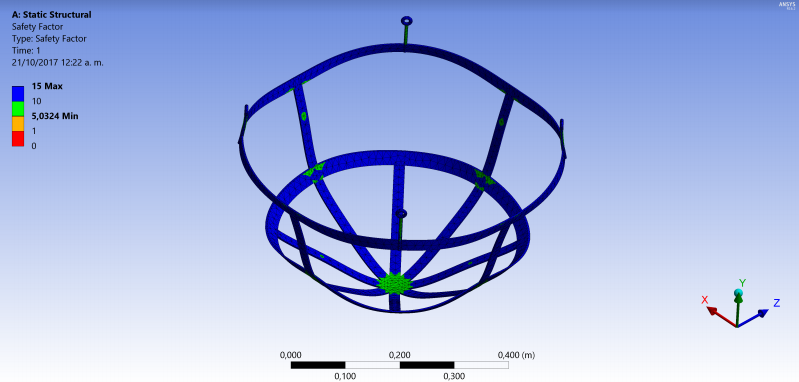 ANSYS
A: Static Structural
Safety Factor
Type: Safety Factor
Time: 1
21/10/2017 12:22 a. m.
15 Max
10
5,0324 Min
1
0
Y
X
Z
0,000
0,200
0,400 (m)
0,100
0,300